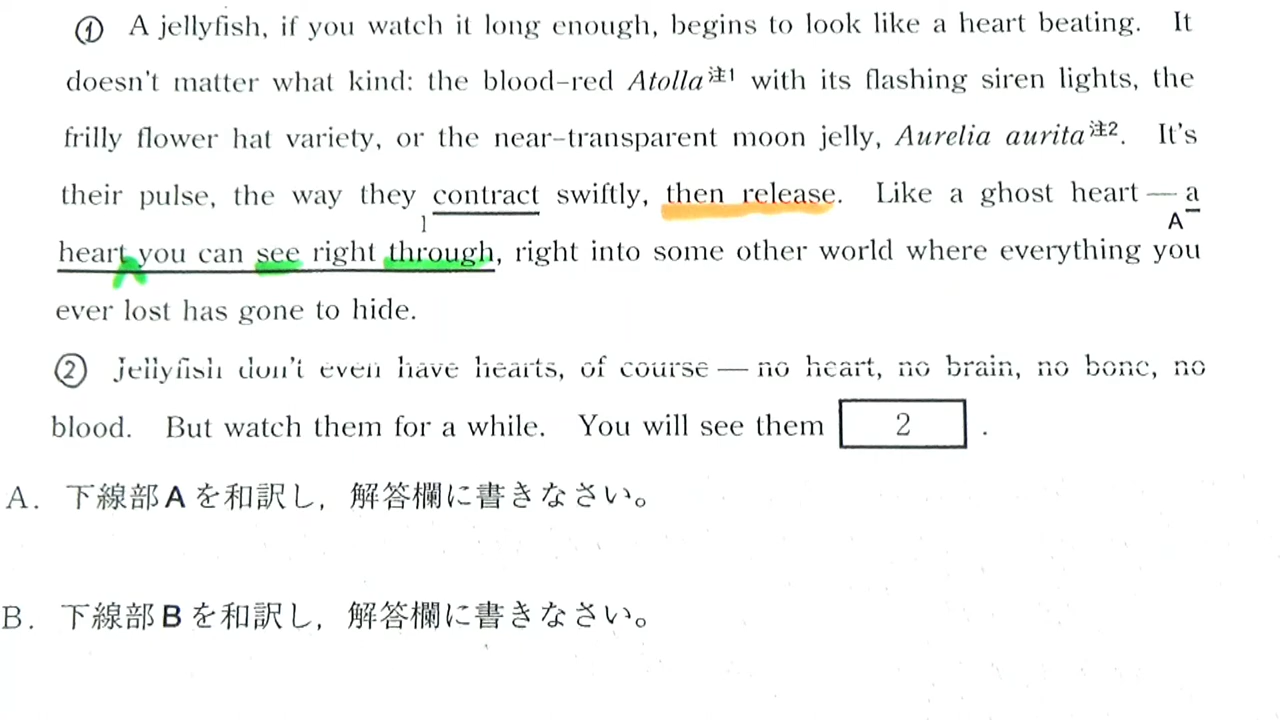 ① A jellyfish, if you watch it long enough, begins to look like a heart beating. It
doesn't matter what kind: the blood-red Atolla注1 with its flashing siren lights, the
frilly flower hat variety, or the near-transparent moon jelly, Aurelia aurita注2. It's
their pulse, the way they contract swiftly, then release. Like a ghost heart — a
1 A
heart you can see right through, right into some other world where everything you
ever lost has gone to hide.
② Jellyfish don't even have hearts, of course — no heart, no brain, no bone, no
blood. But watch them for a while. You will see them 2 .
A. 下線部Aを和訳し，解答欄に書きなさい。
B. 下線部Bを和訳し，解答欄に書きなさい。